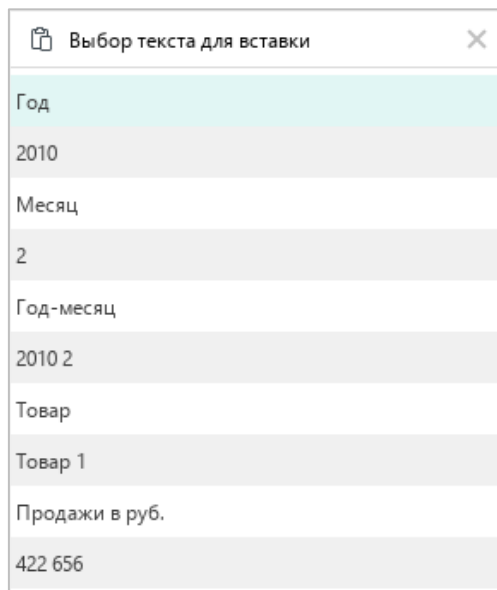 Выбор текста для вставки
Год
2010
Месяц
2
Год-месяц
2010 2
Товар
Товар 1
Продажи в руб.
422 656